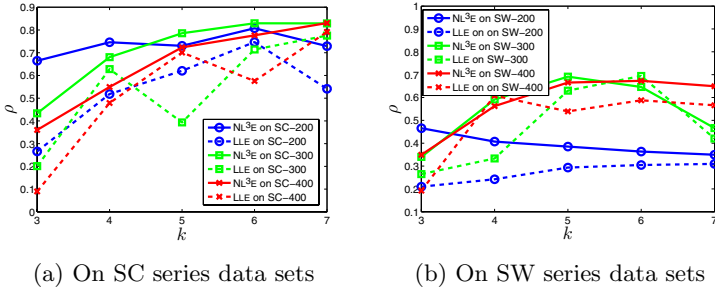 0.9
0.8
0.7
0.6
0.5
0.4
0.3
0.2
0.1
0
ρ
3 4 5 6 7
k
NL³E on SC−200
LLE on SC−200
NL³E on SC−300
LLE on SC−300
NL³E on SC−400
LLE on SC−400
(a) On SC series data sets
1
0.9
0.8
0.7
0.6
0.5
0.4
0.3
0.2
0.1
ρ
3 4 5 6 7
k
NL³E on SW−200
LLE on SW−200
NL³E on SW−300
LLE on SW−300
NL³E on SW−400
LLE on SW−400
(b) On SW series data sets